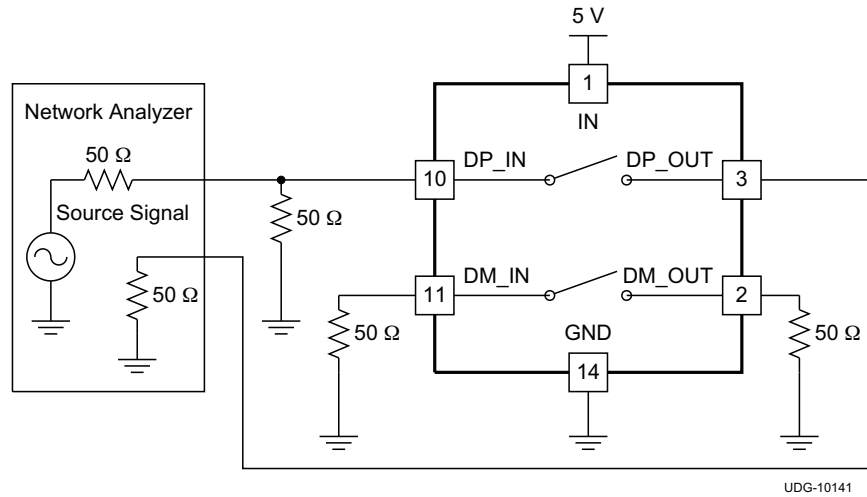 5 V
1
IN
Network Analyzer
50 Ω
Source Signal
50 Ω
50 Ω
10
DP_IN
DP_OUT
3
11
DM_IN
DM_OUT
2
50 Ω
50 Ω
GND
14
UDG-10141